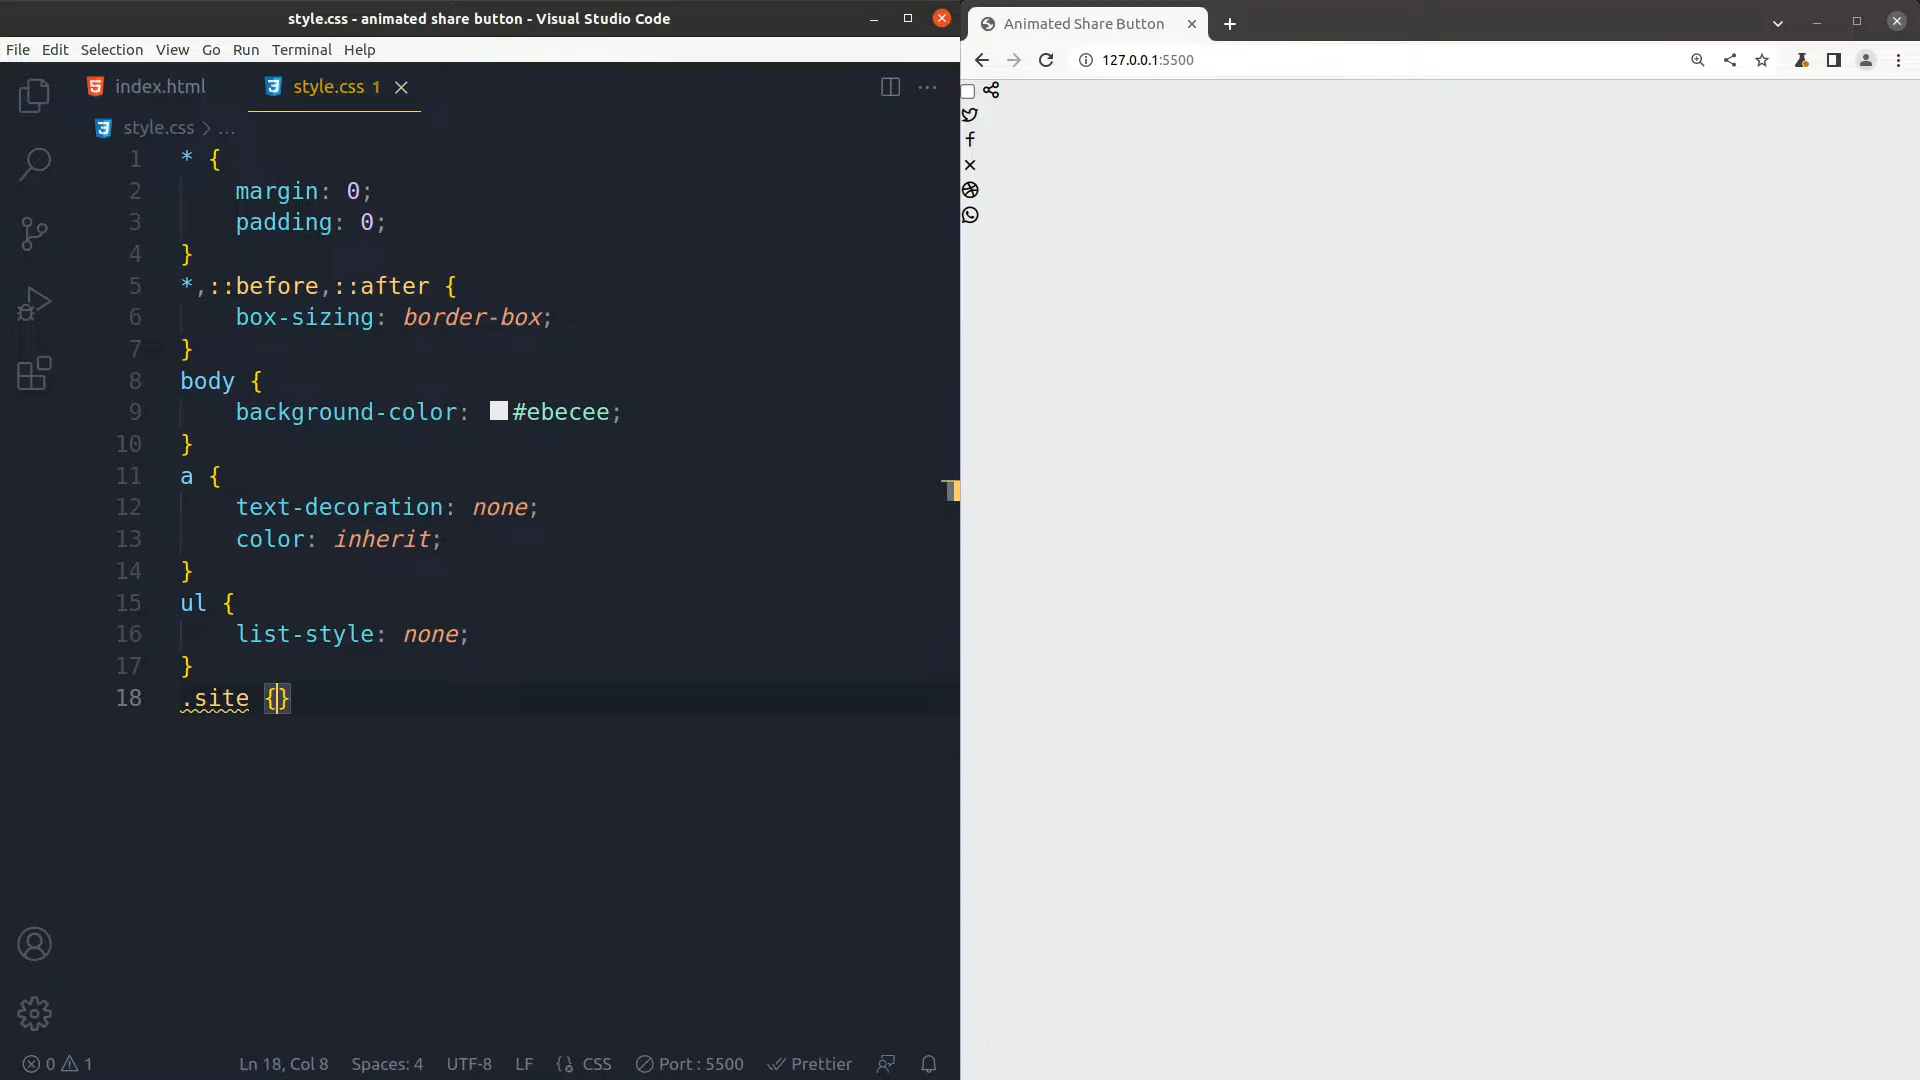 style.css - animated share button - Visual Studio Code
File Edit Selection View Go Run Terminal Help
index.html
style.css 1
style.css > ...
1 * {
2     margin: 0;
3     padding: 0;
4 }
5 *,::before,::after {
6     box-sizing: border-box;
7 }
8 body {
9     background-color: #ebecee;
10 }
11 a {
12     text-decoration: none;
13     color: inherit;
14 }
15 ul {
16     list-style: none;
17 }
18 .site {}
0 1 Ln 18, Col 8 Spaces: 4 UTF-8 LF CSS Port : 5500 Prettier
Animated Share Button
127.0.0.1:5500